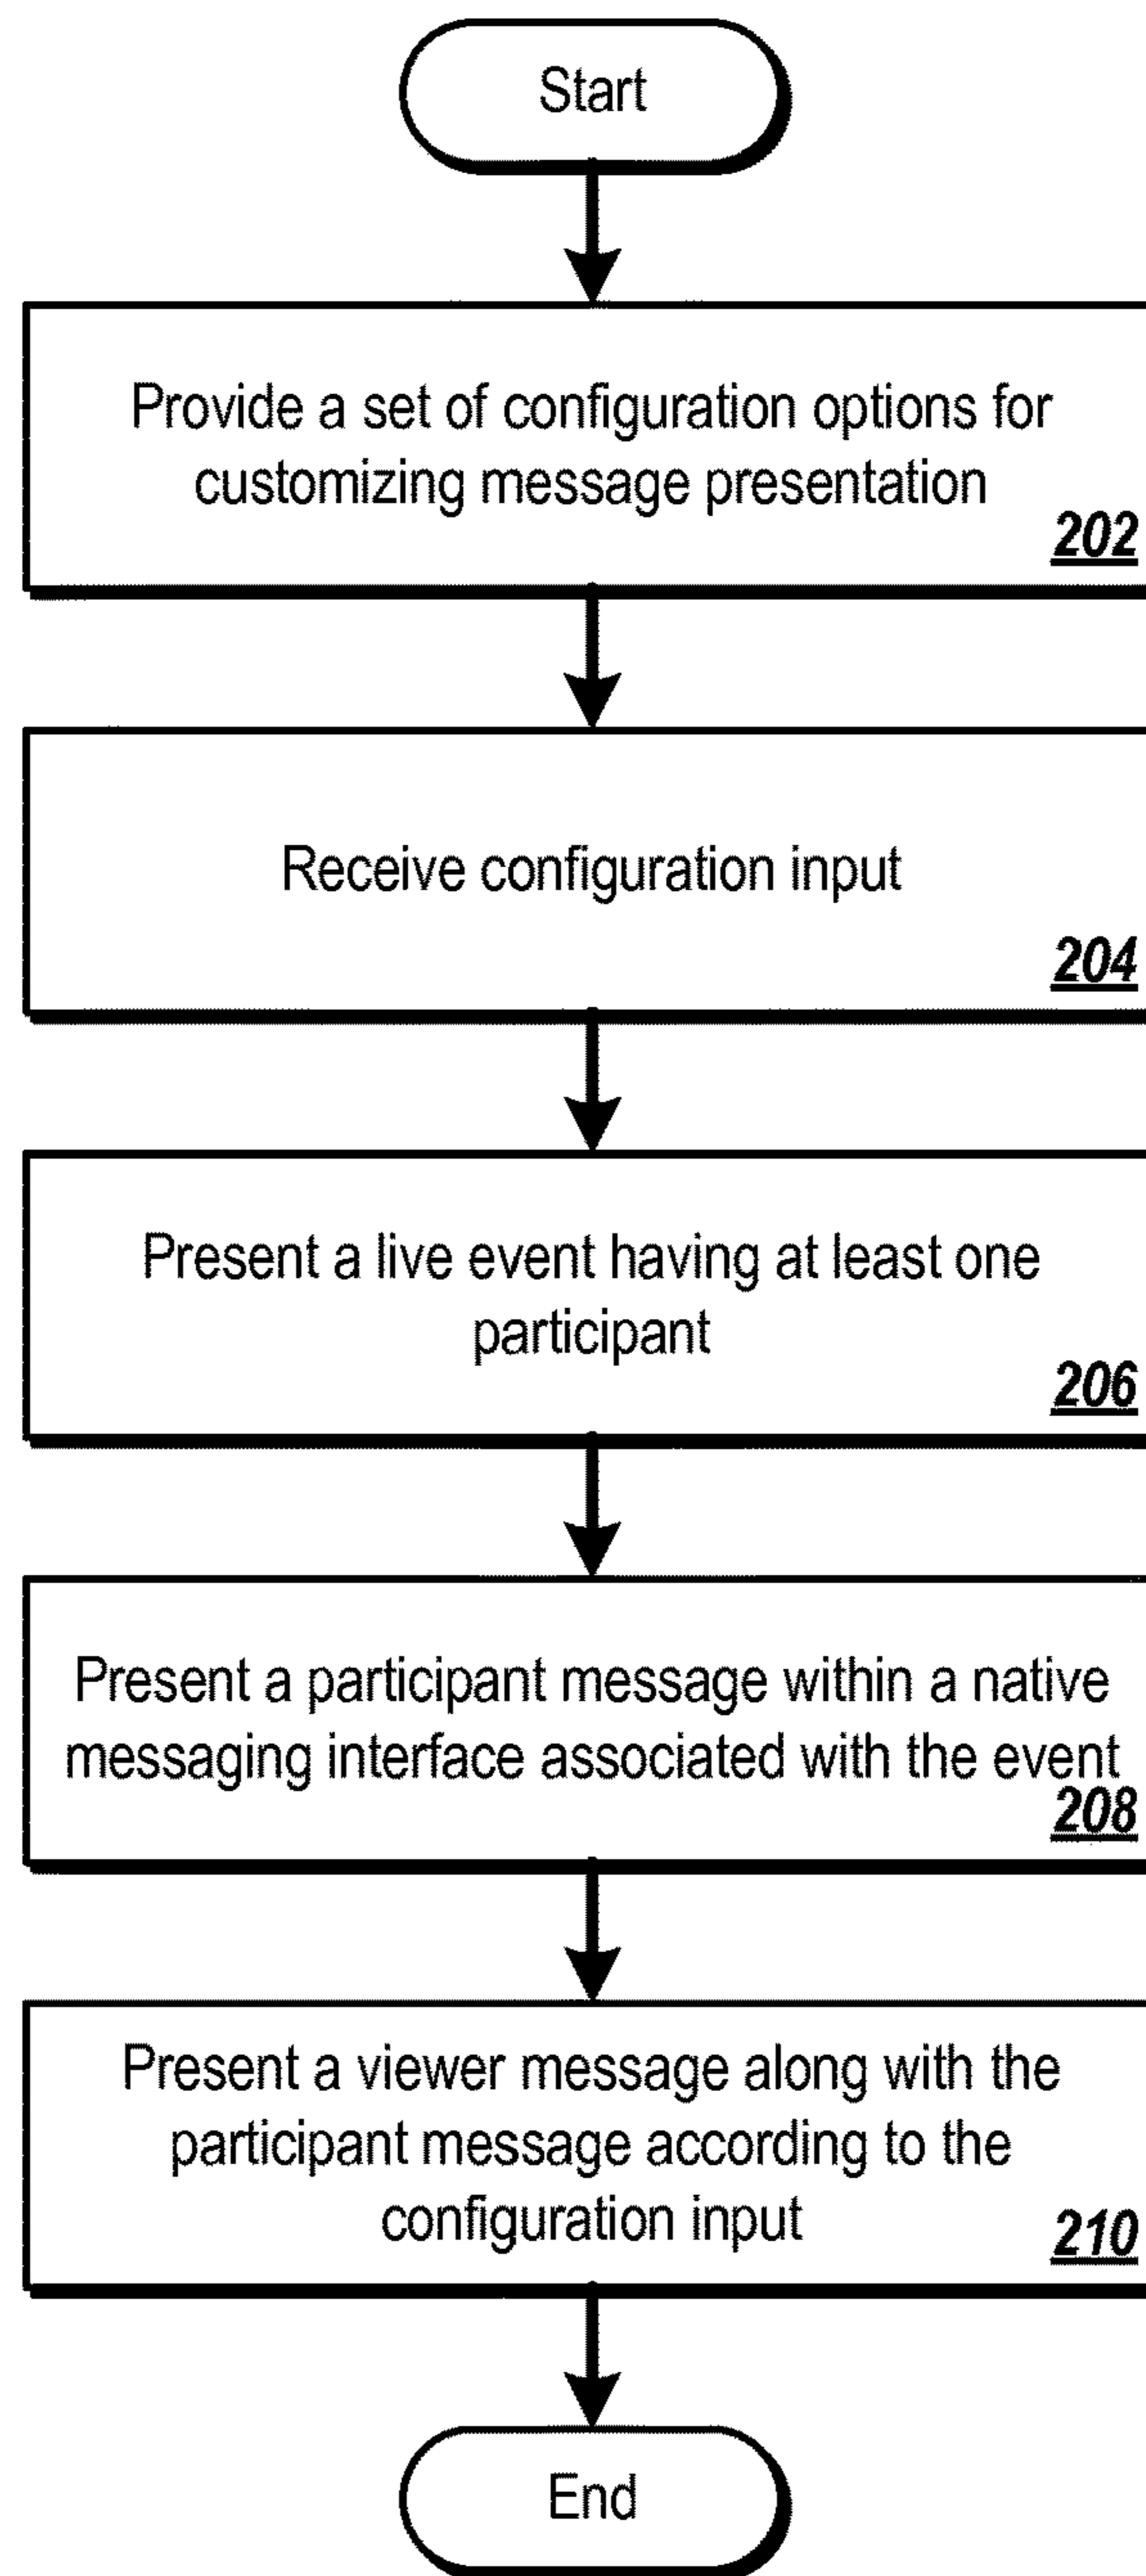 Start
Provide a set of configuration options for
customizing message presentation
202
Receive configuration input
204
Present a live event having at least one
participant
206
Present a participant message within a native
messaging interface associated with the event
208
Present a viewer message along with the
participant message according to the
configuration input
210
End